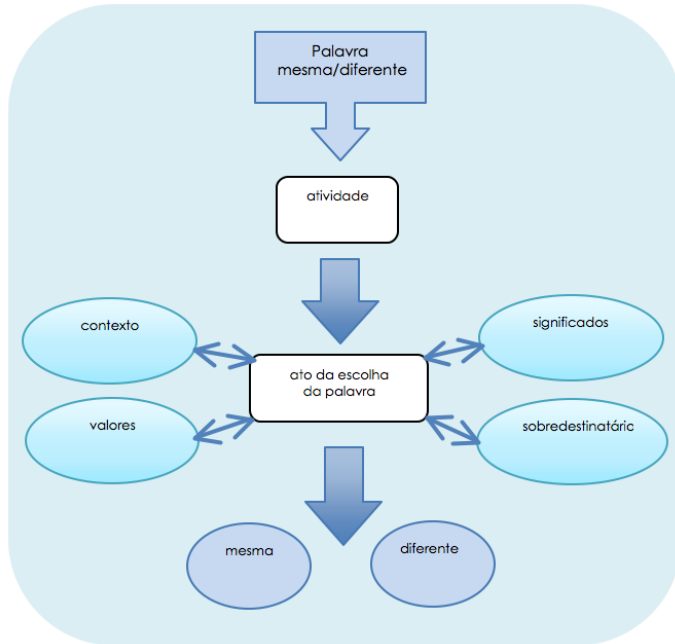 Palavra
mesma/diferente
atividade
contexto
significados
ato da escolha
da palavra
valores
sobredestinatáric
mesma
diferente